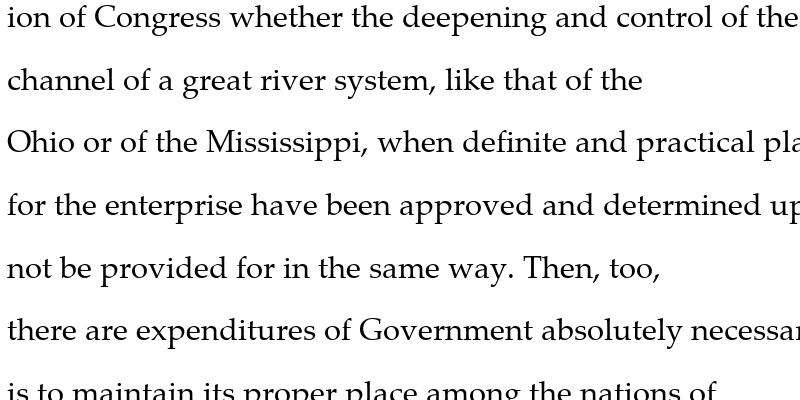 ion of Congress whether the deepening and control of the
channel of a great river system, like that of the
Ohio or of the Mississippi, when definite and practical pla
for the enterprise have been approved and determined up
not be provided for in the same way. Then, too,
there are expenditures of Government absolutely necessar
is to maintain its proper place among the nations of